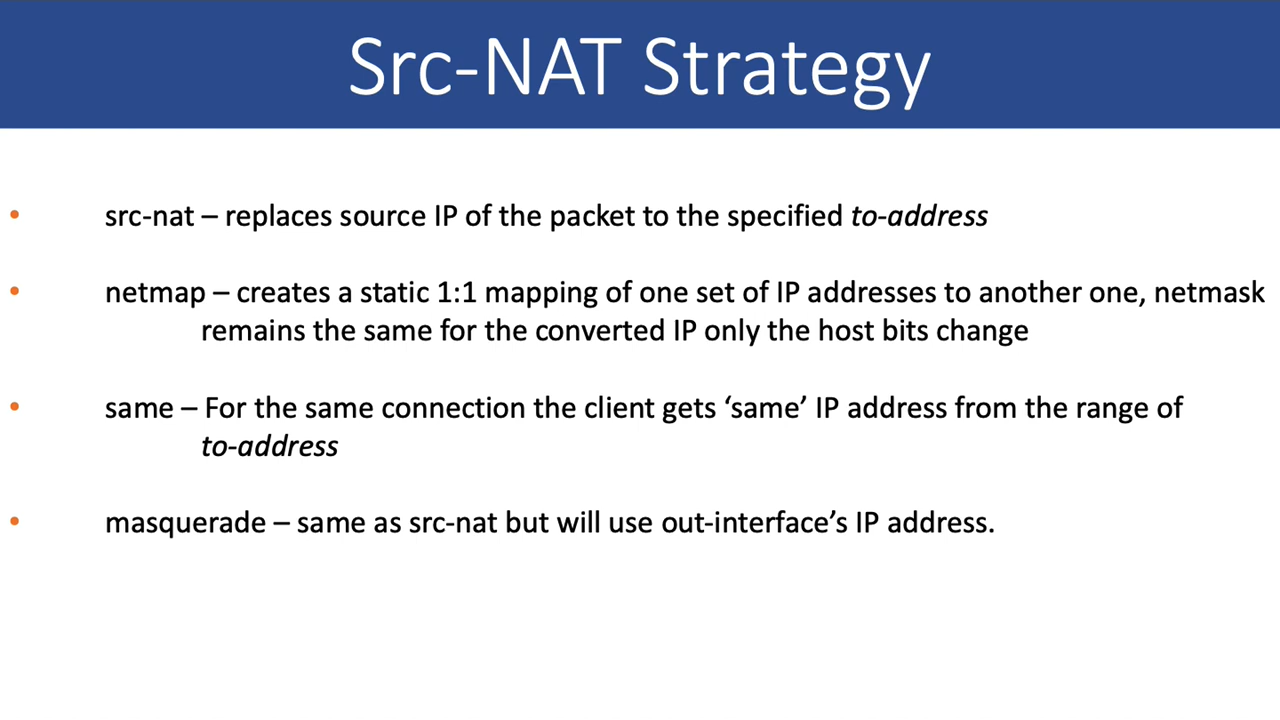 Src-NAT Strategy
• src-nat – replaces source IP of the packet to the specified to-address
• netmap – creates a static 1:1 mapping of one set of IP addresses to another one, netmask
remains the same for the converted IP only the host bits change
• same – For the same connection the client gets ‘same’ IP address from the range of
to-address
• masquerade – same as src-nat but will use out-interface’s IP address.